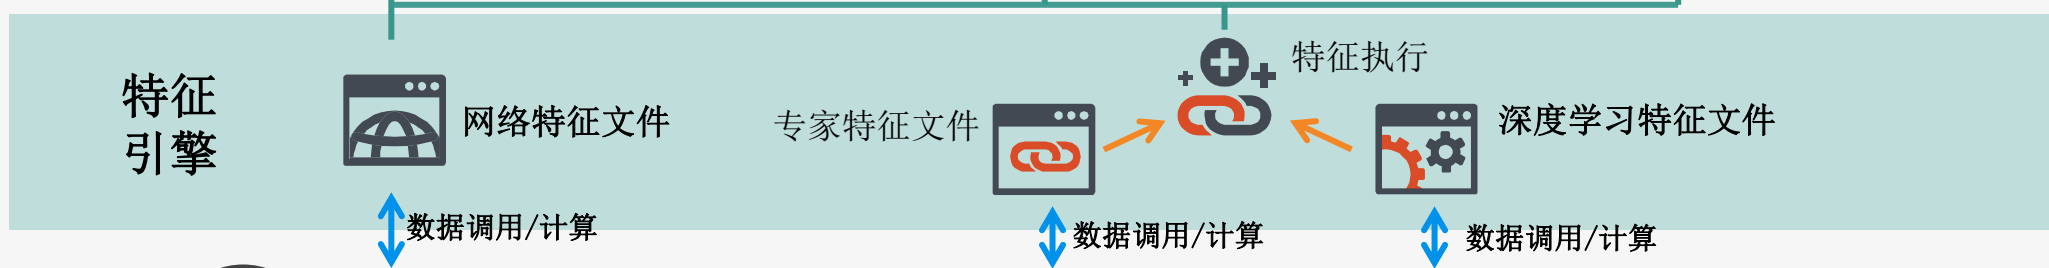 特征
引擎
网络特征文件
专家特征文件
特征执行
深度学习特征文件
数据调用/计算
数据调用/计算
数据调用/计算